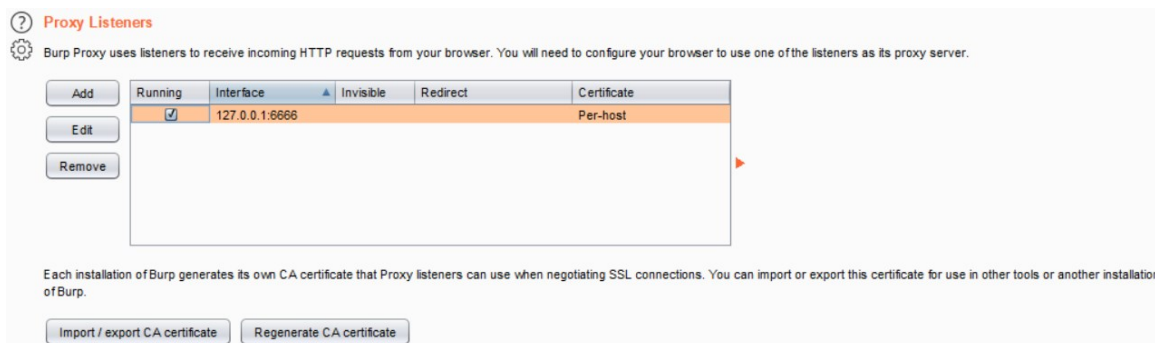 Proxy Listeners
Burp Proxy uses listeners to receive incoming HTTP requests from your browser. You will need to configure your browser to use one of the listeners as its proxy server.
Add
Running Interface Invisible Redirect Certificate
127.0.0.1:6666 Per-host
Edit
Remove
Each installation of Burp generates its own CA certificate that Proxy listeners can use when negotiating SSL connections. You can import or export this certificate for use in other tools or another installation
of Burp.
Import / export CA certificate Regenerate CA certificate